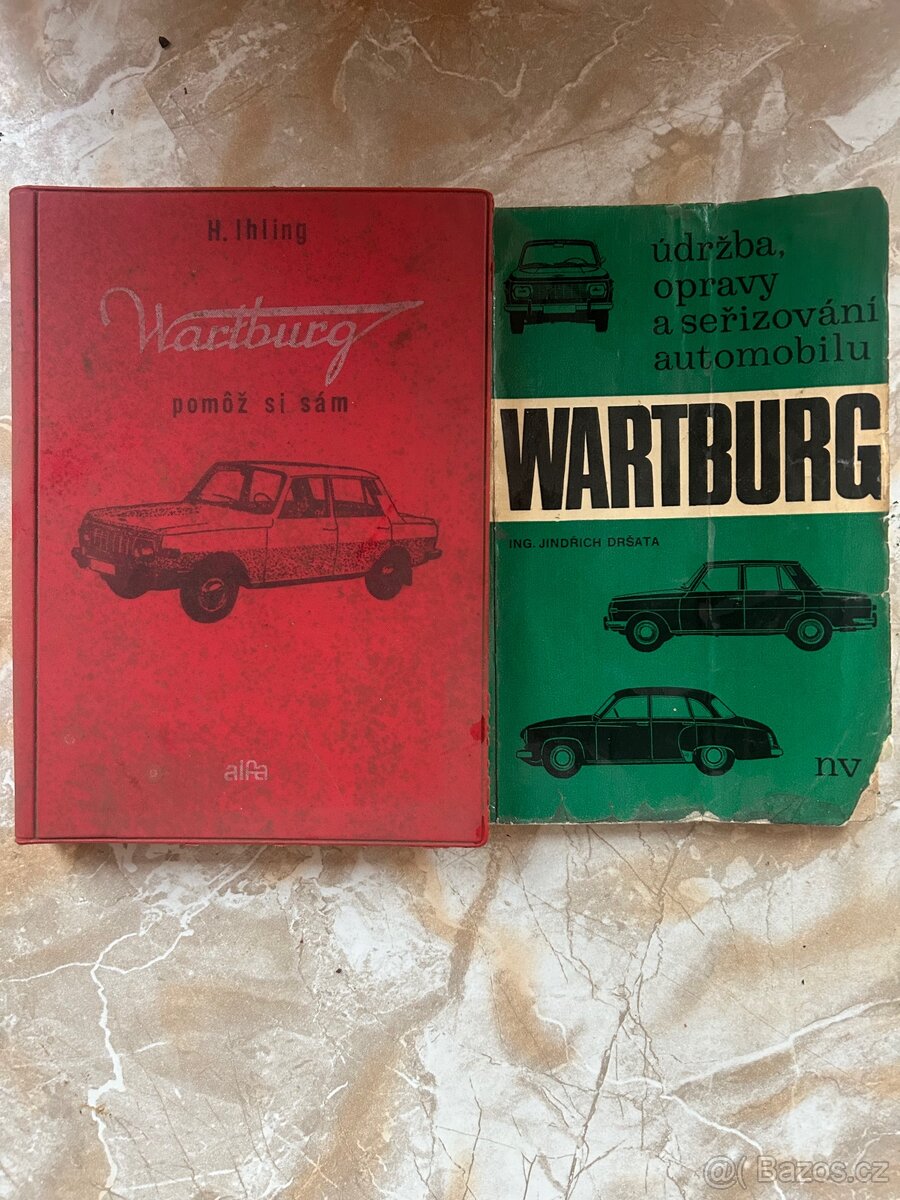 H. Ihling
Wartburg
pomôž si sám
alfa
údržba,
opravy
a seřizování
automobilu
WARTBURG
ING. JINDŘICH DRŠATA
nv
@( Bazos.cz